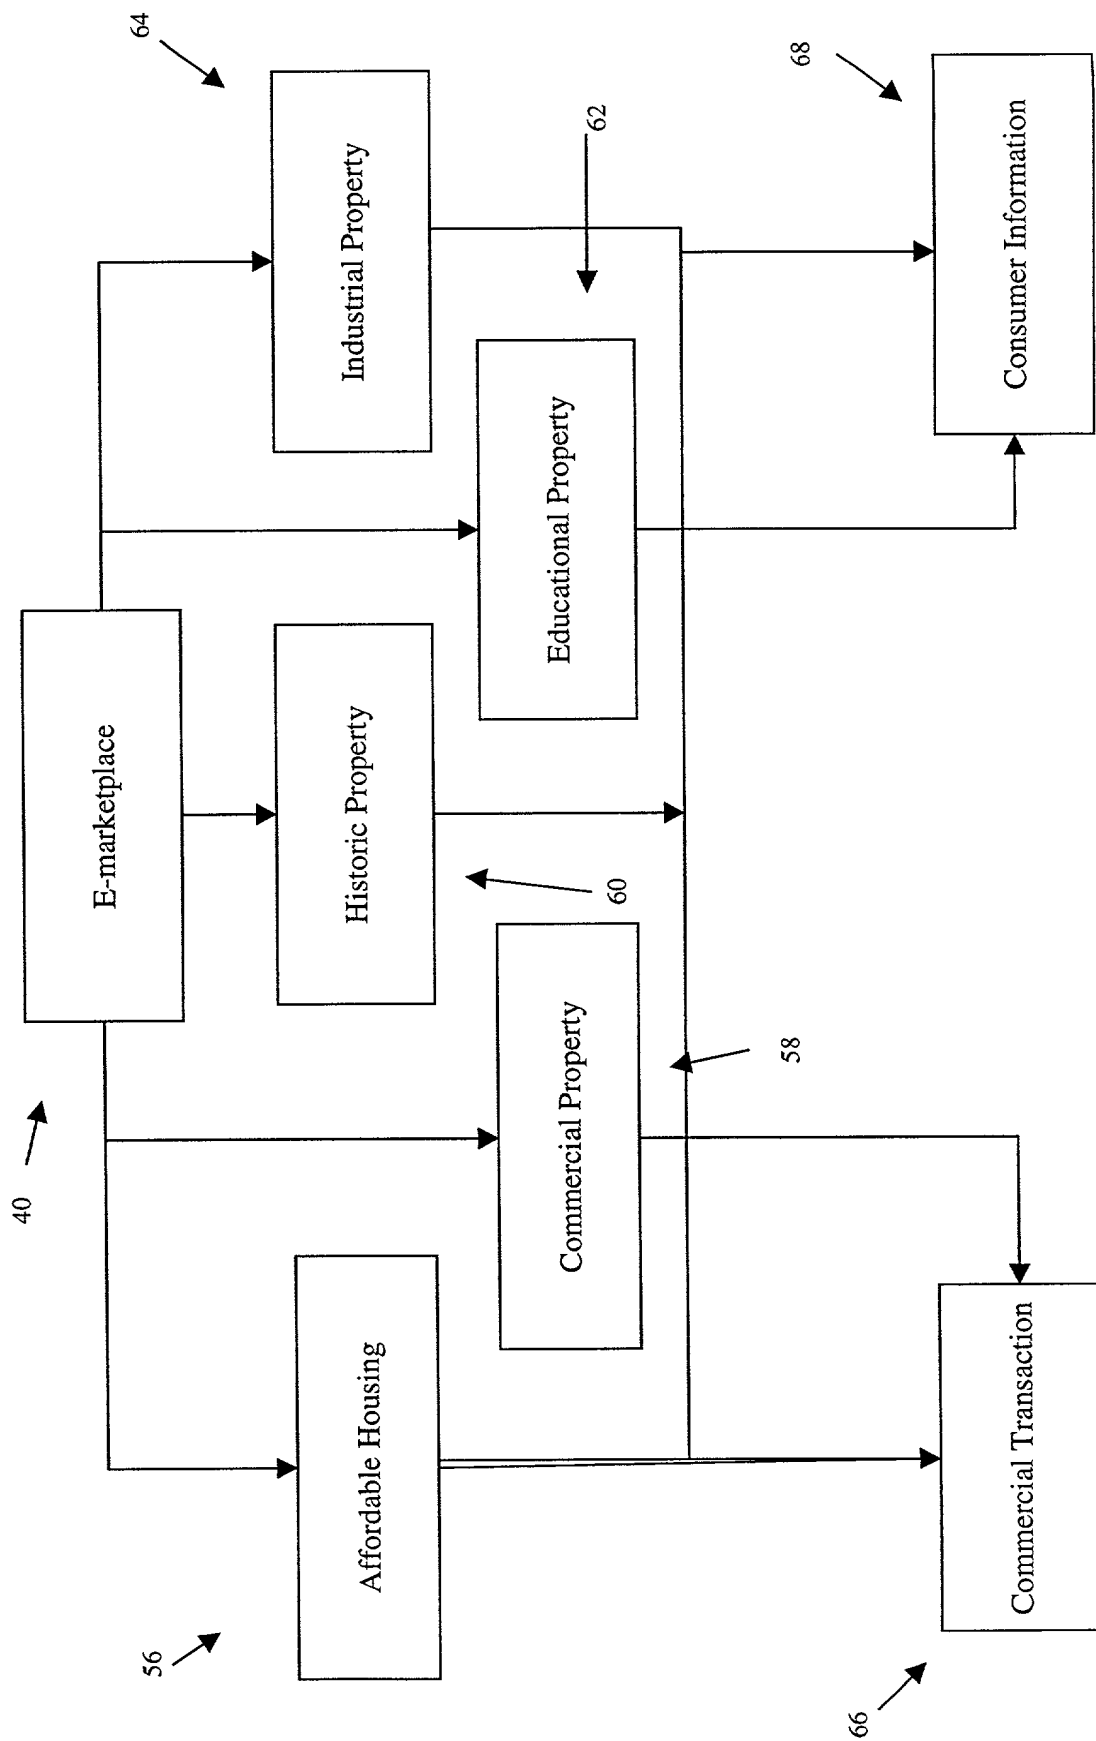 40
E-marketplace
56
Affordable Housing
Historic Property
Industrial Property
64
Commercial Property
60
Educational Property
62
58
66
Commercial Transaction
Consumer Information
68